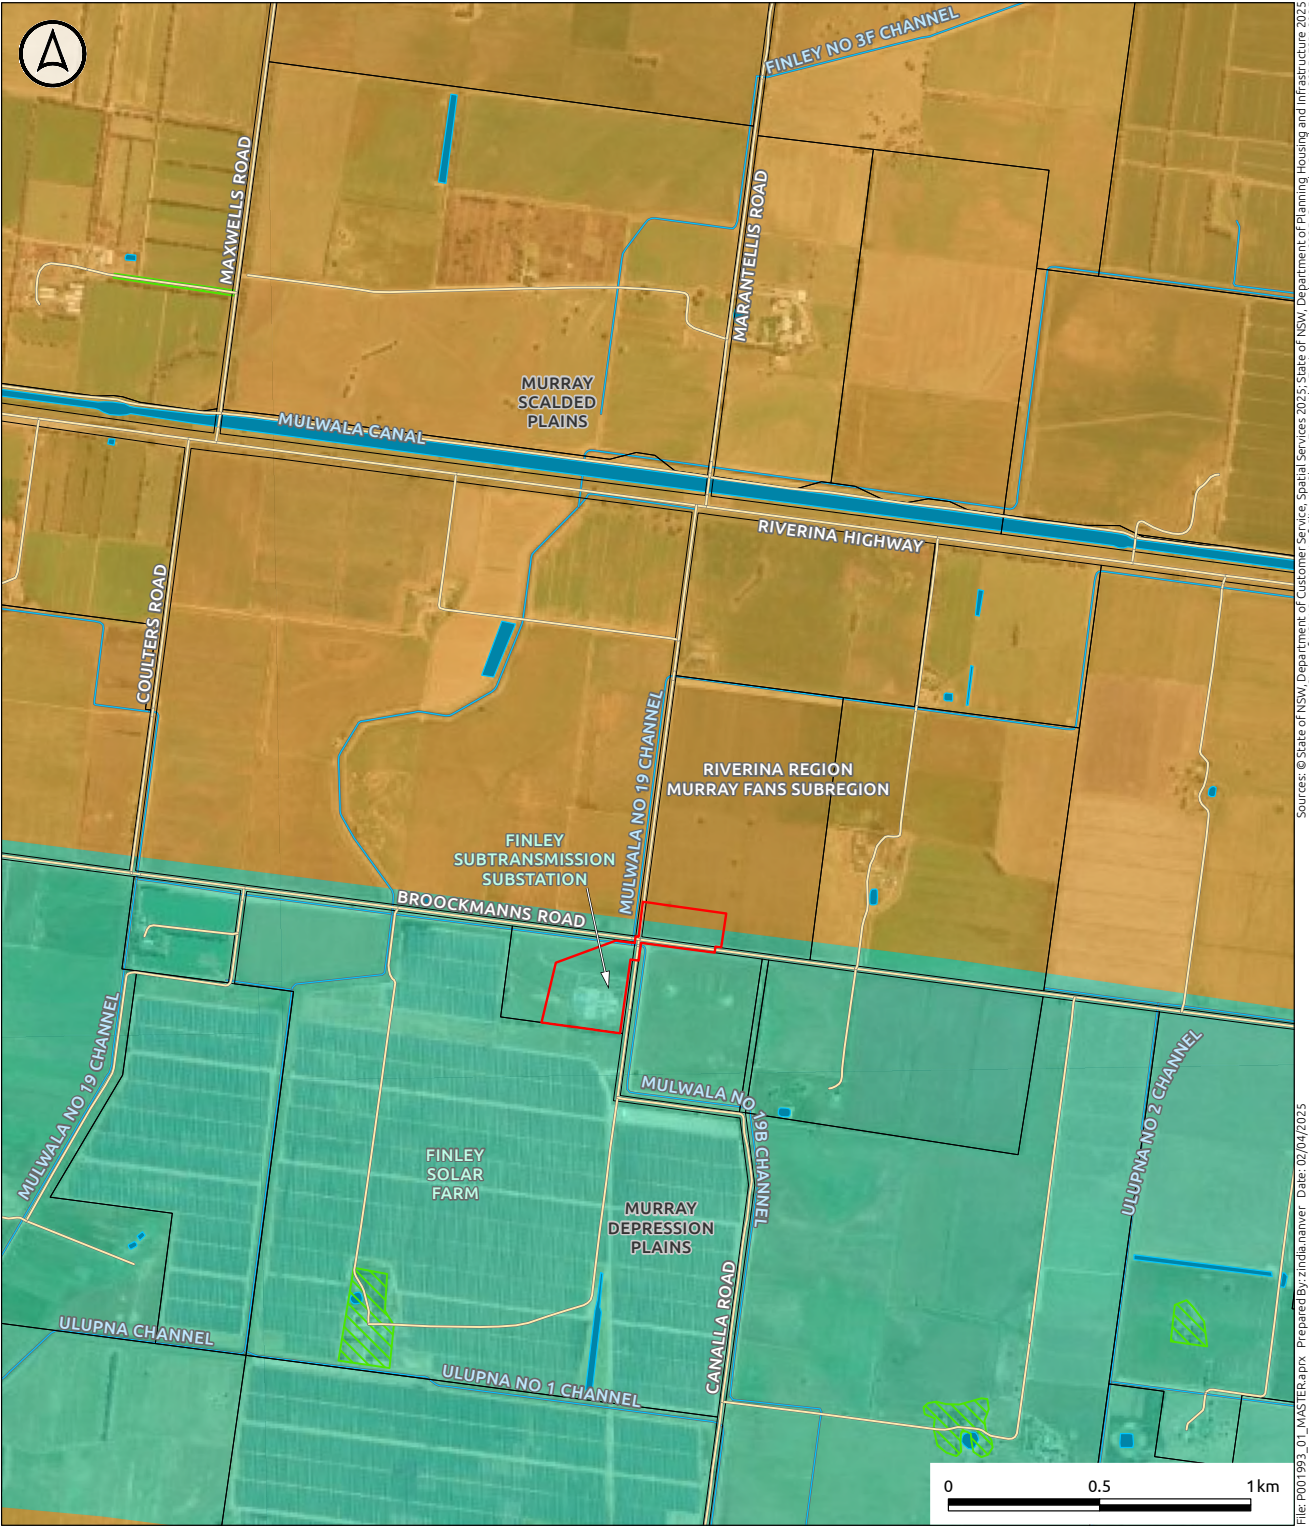 FINLEY NO 3F CHANNEL
MAXWELLS ROAD
MARANTELLIS ROAD
MURRAY
SCALDED
PLAINS
MULWALA CANAL
RIVERINA HIGHWAY
COULTERS ROAD
MULWALA NO 19 CHANNEL
RIVERINA REGION
MURRAY FANS SUBREGION
FINLEY
SUBTRANSMISSION
SUBSTATION
BROOCKMANNS ROAD
MULWALA NO 19 CHANNEL
MULWALA NO 19B CHANNEL
ULUPNA NO 2 CHANNEL
FINLEY
SOLAR
FARM
MURRAY
DEPRESSION
PLAINS
CANALLA ROAD
ULUPNA CHANNEL
ULUPNA NO 1 CHANNEL
0 0.5 1km
Sources: © State of NSW, Department of Customer Service, Spatial Services 2025; State of NSW, Department of Planning Housing and Infrastructure 2025
File: P001993_01_MASTER.aprx Prepared By: zindia.nanver Date: 02/04/2025